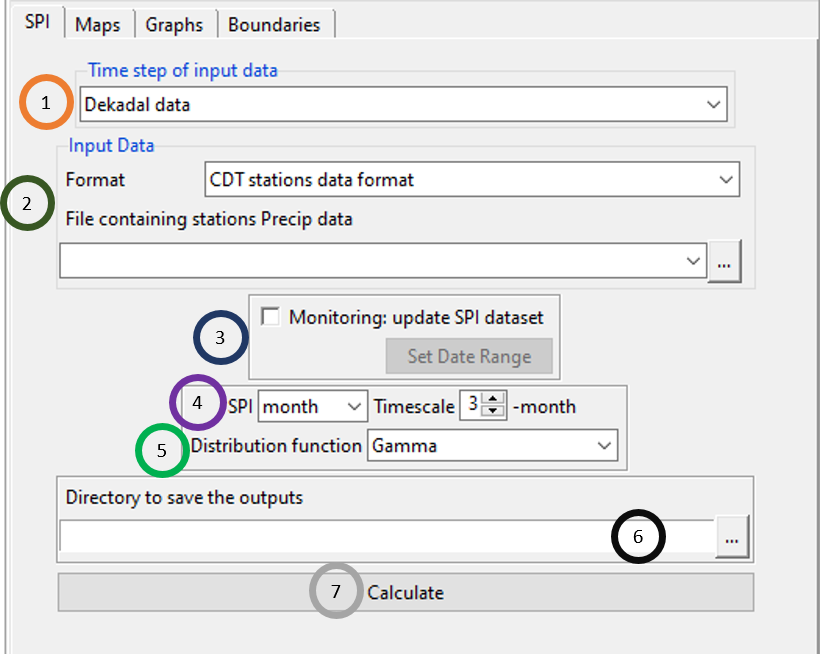 SPI Maps Graphs Boundaries
Time step of input data
1 Dekadal data
Input Data
Format CDT stations data format
2
File containing stations Precip data
...
Monitoring: update SPI dataset
3
Set Date Range
4 SPI month Timescale 3 -month
5 Distribution function Gamma
Directory to save the outputs
6 ...
7 Calculate